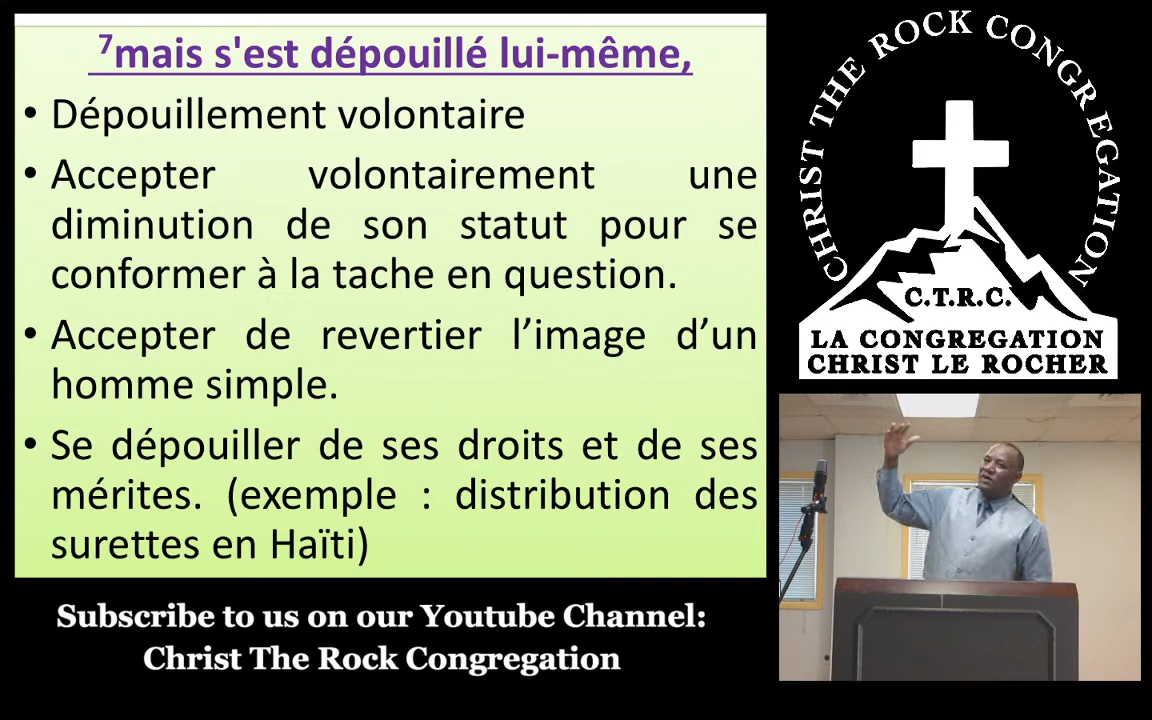 ⁷mais s'est dépouillé lui-même,
• Dépouillement volontaire
• Accepter volontairement une
diminution de son statut pour se
conformer à la tache en question.
• Accepter de revertier l’image d’un
homme simple.
• Se dépouiller de ses droits et de ses
mérites. (exemple : distribution des
surettes en Haïti)
CHRIST THE ROCK CONGREGATION
C.T.R.C.
LA CONGREGATION
CHRIST LE ROCHER
Subscribe to us on our Youtube Channel:
Christ The Rock Congregation